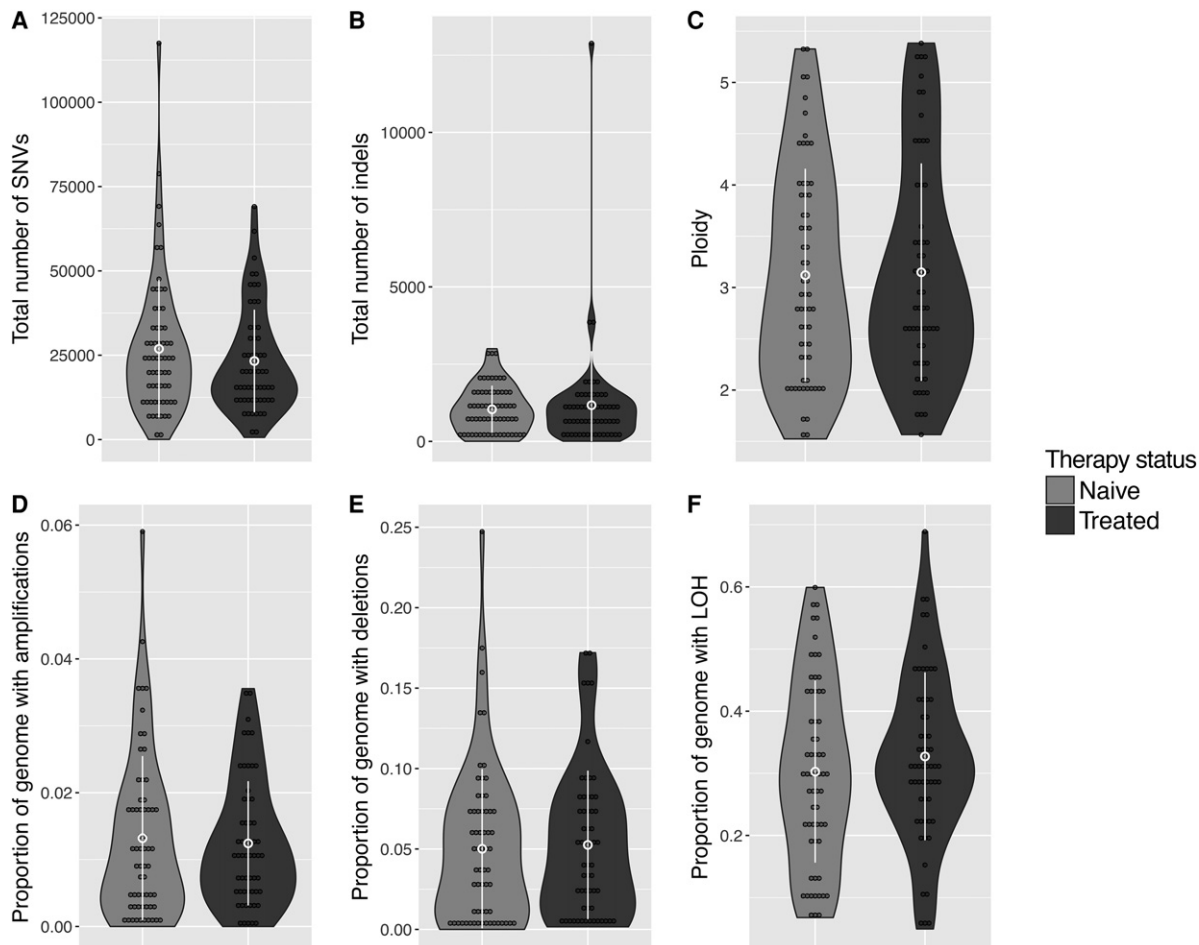 A
Total number of SNVs
125000
100000
75000
50000
25000
0
B
Total number of indels
10000
5000
0
C
Ploidy
5
4
3
2
Therapy status
Naive
Treated
D
Proportion of genome with amplifications
0.06
0.04
0.02
0.00
E
Proportion of genome with deletions
0.25
0.20
0.15
0.10
0.05
0.00
F
Proportion of genome with LOH
0.6
0.4
0.2